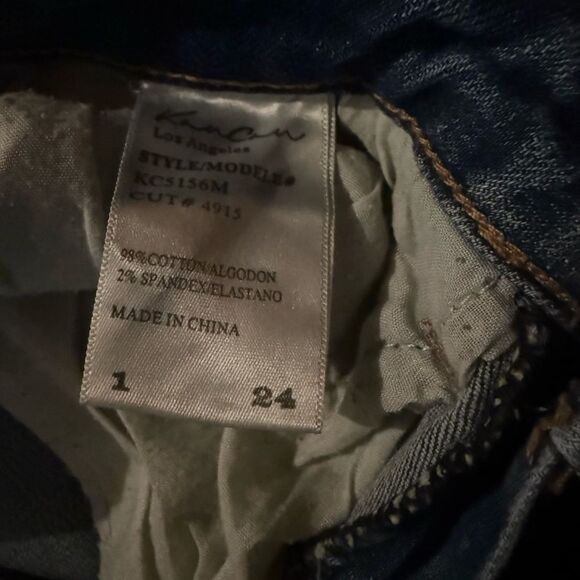 KanCan
Los Angeles
STYLE/MODELE#
KC5156M
CUT# 4915
98%COTTON/ALGODON
2% SPANDEX/ELASTANO
MADE IN CHINA
1 24